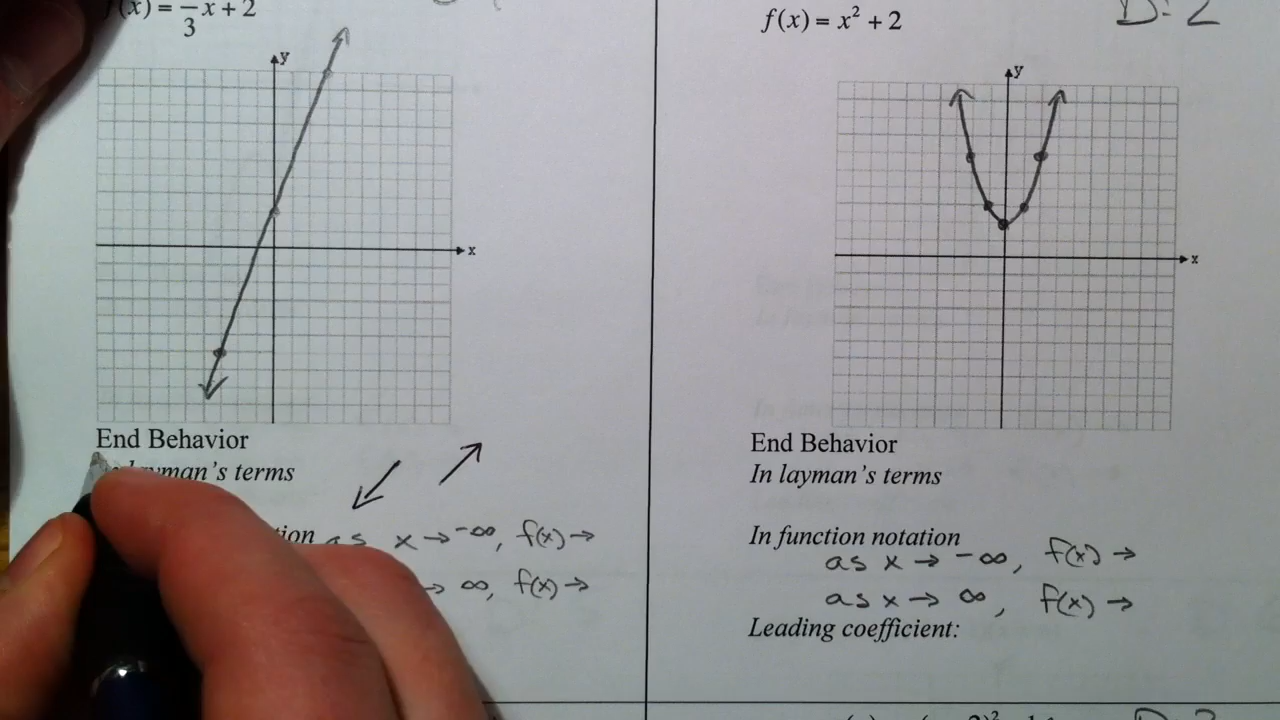 f(x) = —x + 2
3
y
x
End Behavior
layman's terms
as x → -∞, f(x) →
→ ∞, f(x) →
f(x) = x² + 2
D: 2
y
x
End Behavior
In layman's terms
In function notation
as x → -∞, f(x) →
as x → ∞, f(x) →
Leading coefficient: